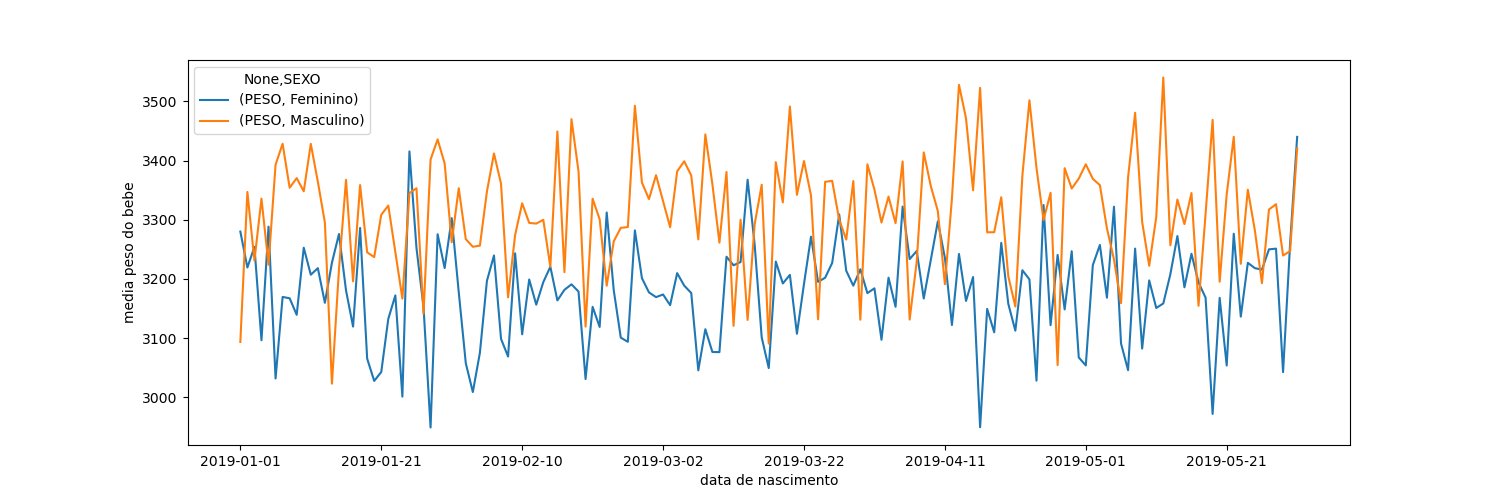 None,SEXO
(PESO, Feminino)
(PESO, Masculino)
media peso do bebe
3500
3400
3300
3200
3100
3000
2019-01-01 2019-01-21 2019-02-10 2019-03-02 2019-03-22 2019-04-11 2019-05-01 2019-05-21
data de nascimento